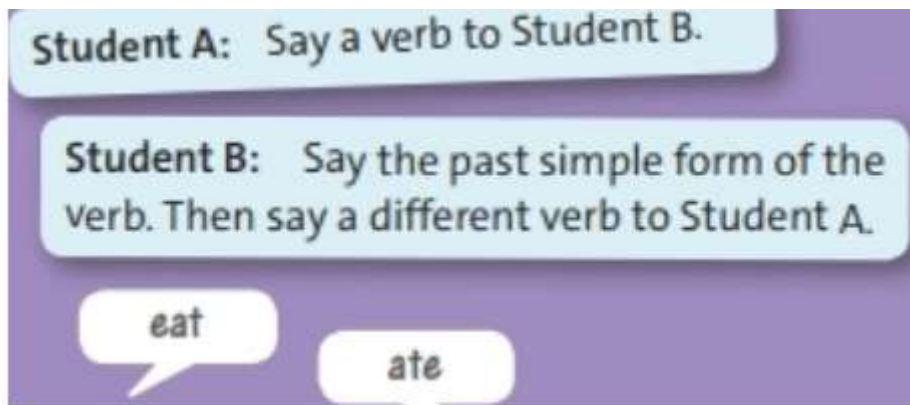 Student A: Say a verb to Student B.
Student B: Say the past simple form of the
verb. Then say a different verb to Student A.
eat
ate